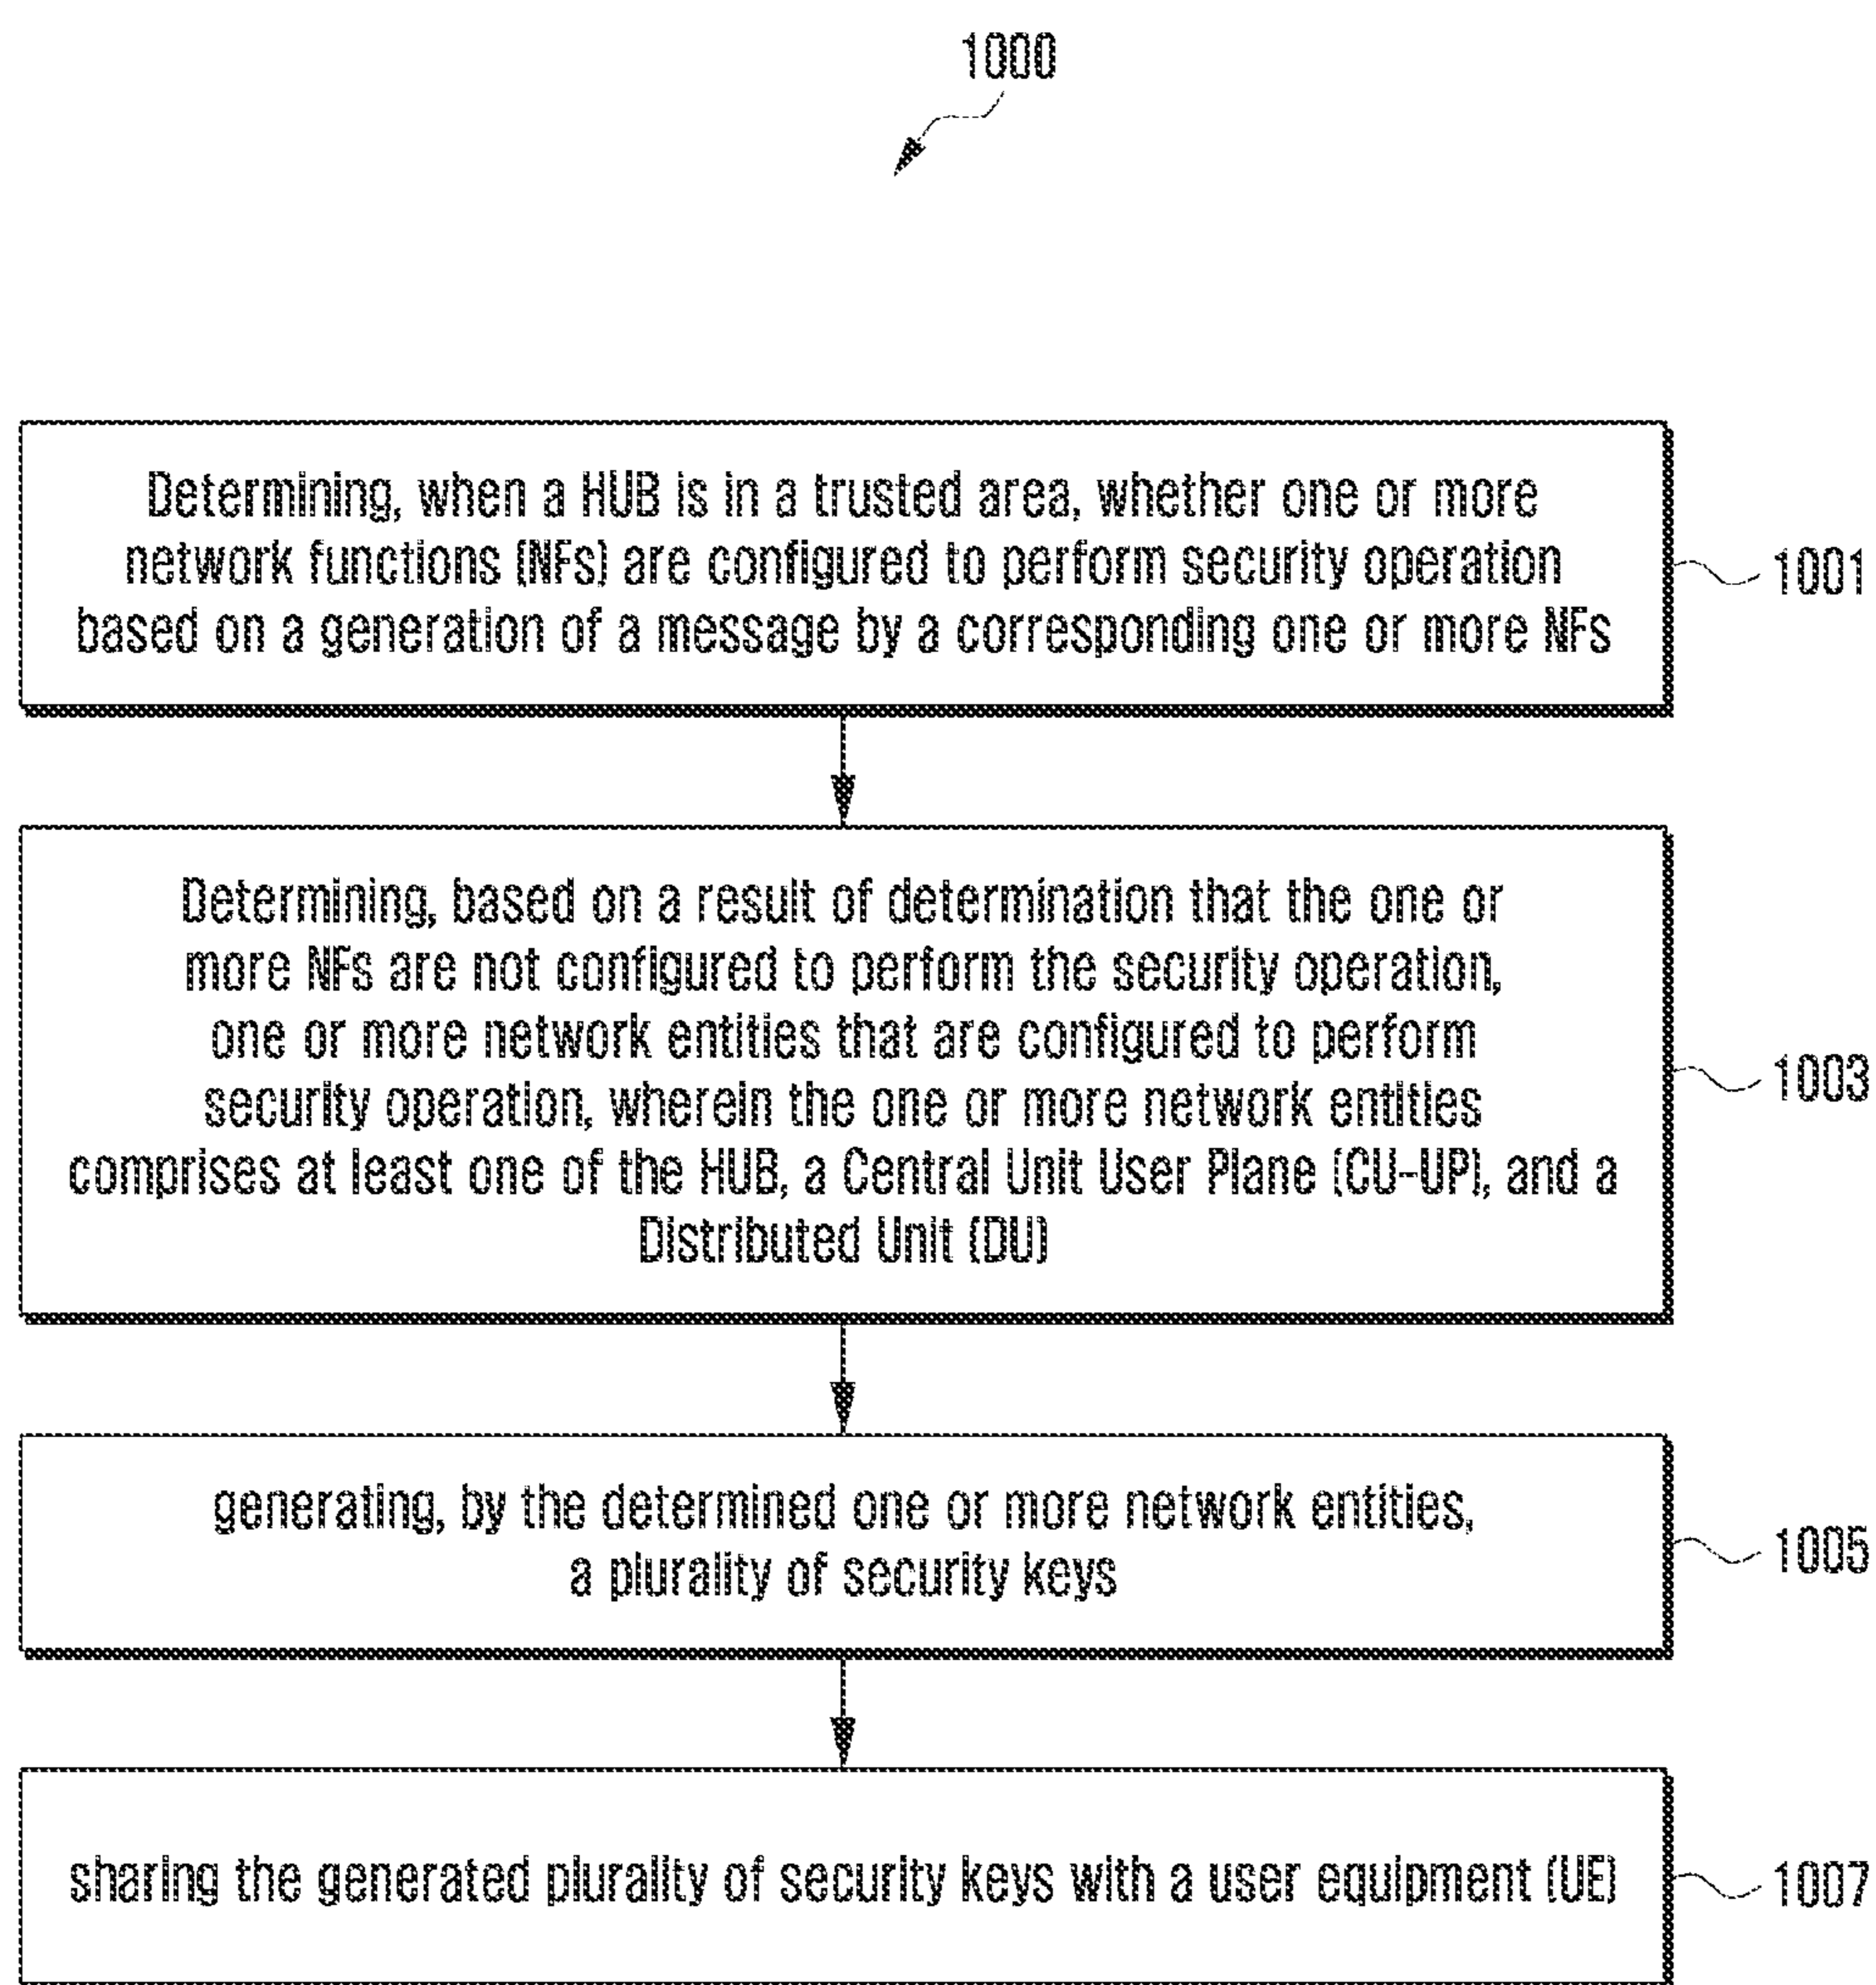 1000
Determining, when a HUB is in a trusted area, whether one or more
network functions (NFs) are configured to perform security operation
based on a generation of a message by a corresponding one or more NFs
1001
Determining, based on a result of determination that the one or
more NFs are not configured to perform the security operation,
one or more network entities that are configured to perform
security operation, wherein the one or more network entities
comprises at least one of the HUB, a Central Unit User Plane (CU-UP), and a
Distributed Unit (DU)
1003
generating, by the determined one or more network entities,
a plurality of security keys
1005
sharing the generated plurality of security keys with a user equipment (UE)
1007